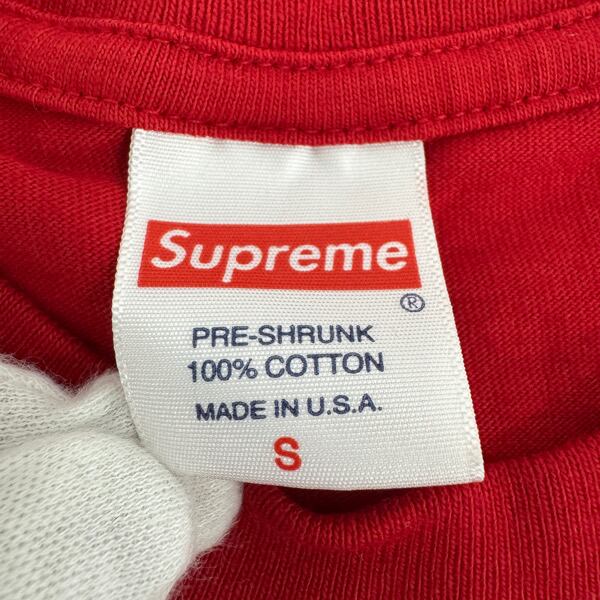 Supreme
®
PRE-SHRUNK
100% COTTON
MADE IN U.S.A.
S